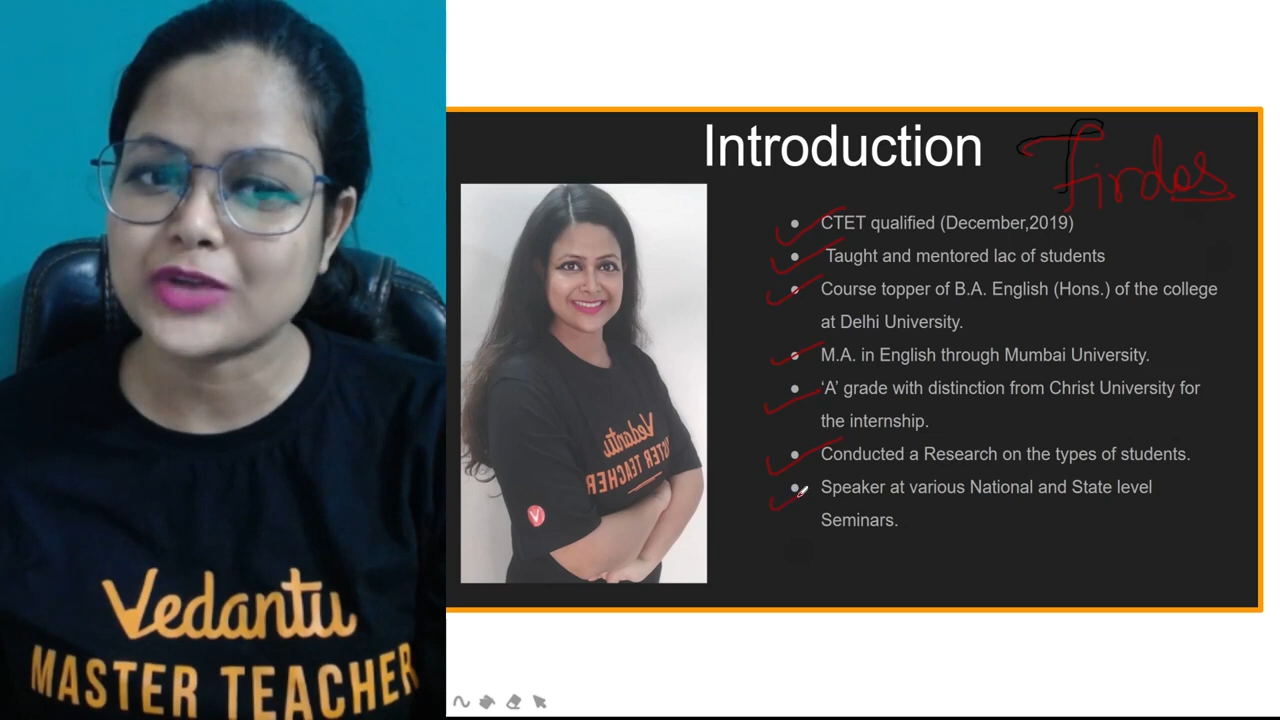 Introduction
Firdos
CTET qualified (December,2019)
Taught and mentored lac of students
Course topper of B.A. English (Hons.) of the college
at Delhi University.
M.A. in English through Mumbai University.
‘A’ grade with distinction from Christ University for
the internship.
Conducted a Research on the types of students.
Speaker at various National and State level
Seminars.
Vedantu
MASTER TEACHER
Vedantu
STER TEACHER